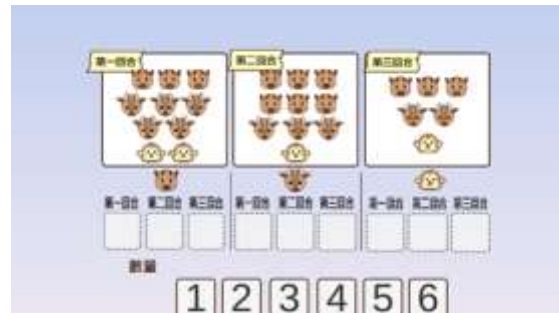 第一回合
第二回合
第三回合
第一回合 第二回合 第三回合 第一回合 第二回合 第三回合 第一回合 第二回合 第三回合
數量
1 2 3 4 5 6